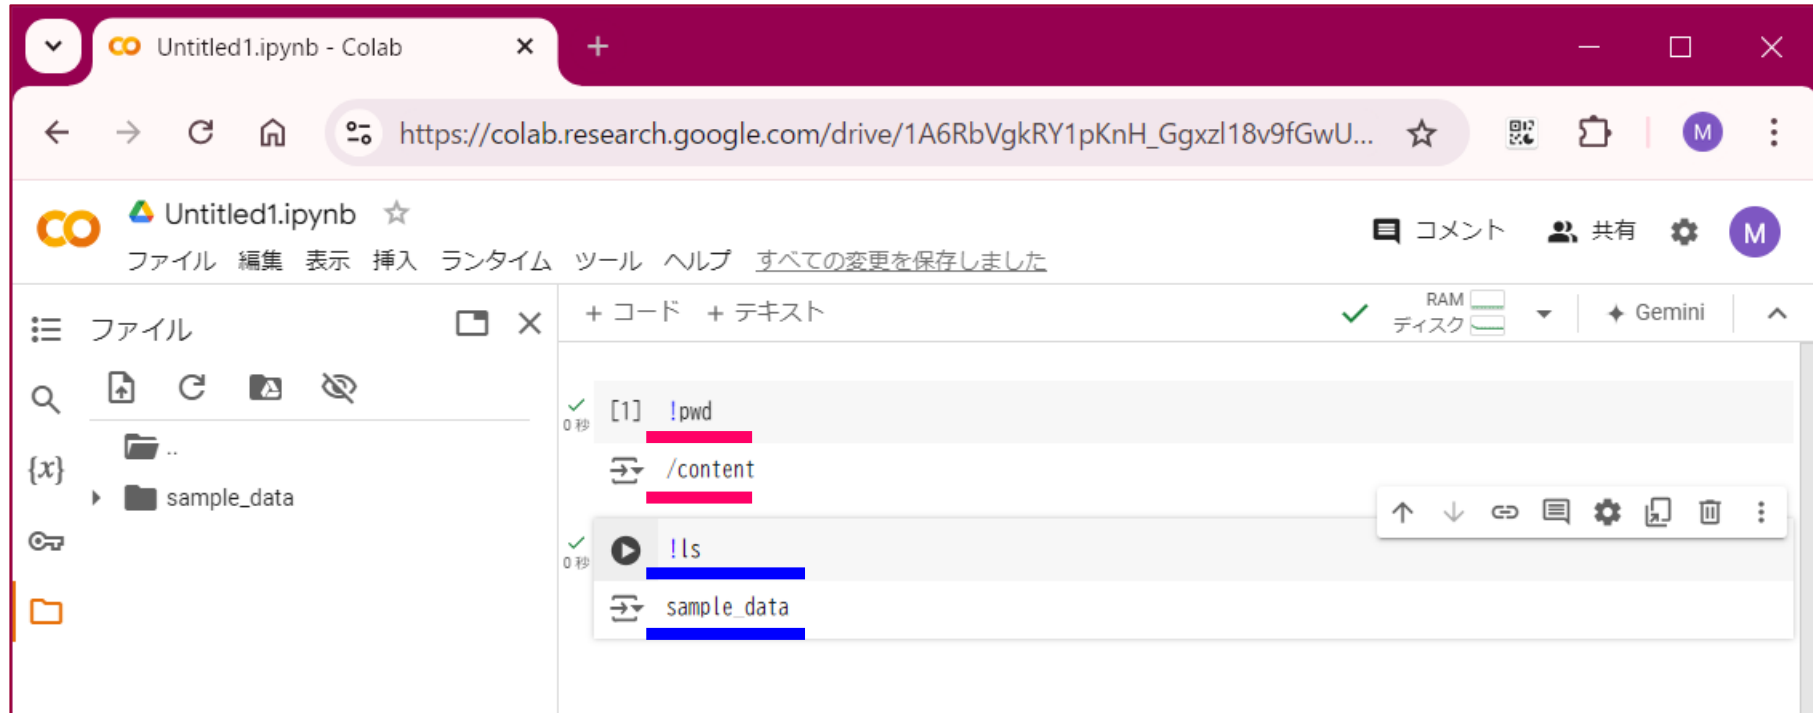 Untitled1.ipynb - Colab
https://colab.research.google.com/drive/1A6RbVgkRY1pKnH_Ggxzl18v9fGwU...
M
Untitled1.ipynb
コメント 共有 M
ファイル 編集 表示 挿入 ランタイム ツール ヘルプ すべての変更を保存しました
ファイル
+ コード + テキスト
RAM
ディスク
Gemini
..
sample_data
{x}
[1] !pwd
0 秒
/content
!ls
0 秒
sample_data